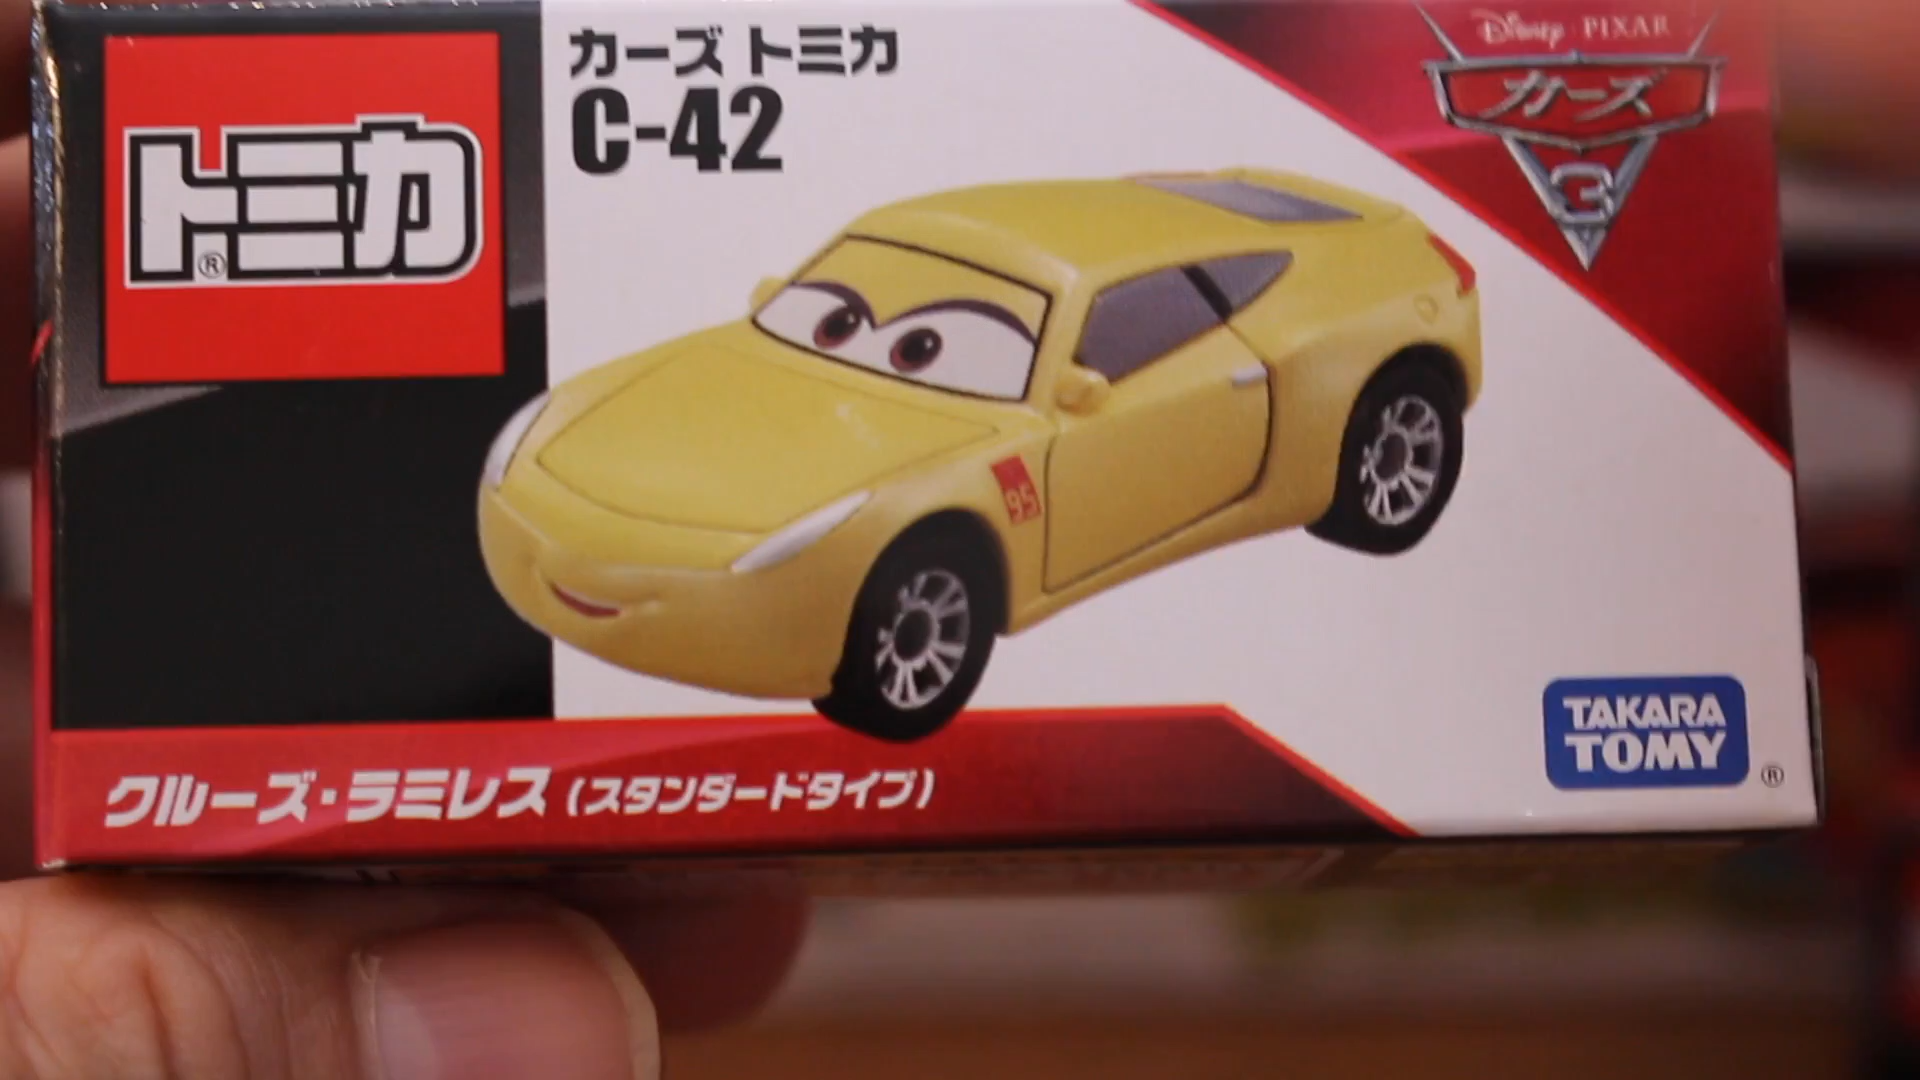 トミカ
®
カーズ トミカ
C-42
Disney・PIXAR
カーズ
3
95
TAKARA
TOMY
®
クルーズ・ラミレス(スタンダードタイプ)